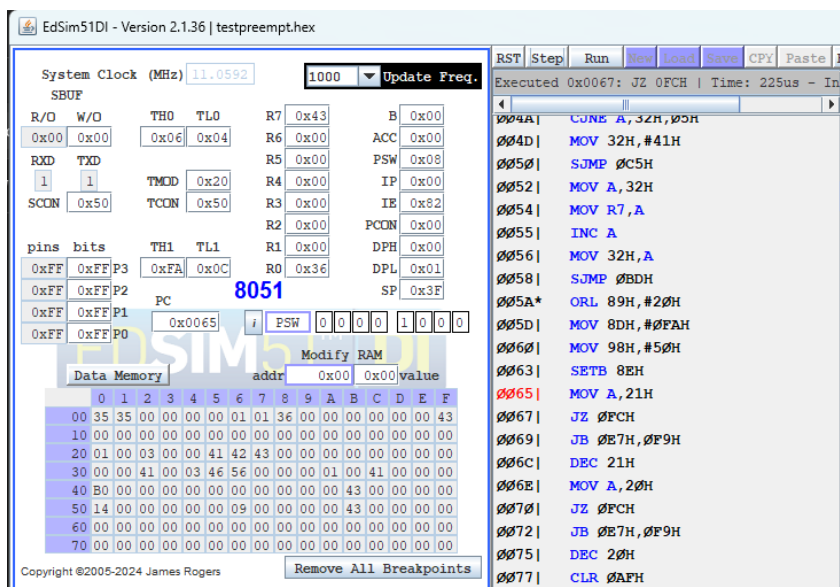 EdSim51DI - Version 2.1.36 | testpreempt.hex
System Clock (MHz) 11.0592 1000 Update Freq.
SBUF
R/O W/O TH0 TL0 R7 0x43 B 0x00
0x00 0x00 0x06 0x04 R6 0x00 ACC 0x00
RXD TXD R5 0x00 PSW 0x08
1 1 TMOD 0x20 R4 0x00 IP 0x00
SCON 0x50 TCON 0x50 R3 0x00 IE 0x82
R2 0x00 PCON 0x00
pins bits TH1 TL1 R1 0x00 DPH 0x00
0xFF 0xFF P3 0xFA 0x0C R0 0x36 DPL 0x01
0xFF 0xFF P2 8051 SP 0x3F
0xFF 0xFF P1 PC
0xFF 0xFF P0 0x0065 i PSW 0 0 0 0 1 0 0 0
EDSIM51DI
TM
Modify RAM
Data Memory addr 0x00 0x00 value
0 1 2 3 4 5 6 7 8 9 A B C D E F
00 35 35 00 00 00 00 01 01 36 00 00 00 00 00 00 43
10 00 00 00 00 00 00 00 00 00 00 00 00 00 00 00 00
20 01 00 03 00 00 41 42 43 00 00 00 00 00 00 00 00
30 00 00 41 00 03 46 56 00 00 00 01 00 41 00 00 00
40 B0 00 00 00 00 00 00 00 00 00 00 43 00 00 00 00
50 14 00 00 00 00 00 09 00 00 00 00 43 00 00 00 00
60 00 00 00 00 00 00 00 00 00 00 00 00 00 00 00 00
70 00 00 00 00 00 00 00 00 00 00 00 00 00 00 00 00
Copyright ©2005-2024 James Rogers Remove All Breakpoints
RST Step Run New Load Save CPY Paste
Executed 0x0067: JZ 0FCH | Time: 225us - In
004A| CJNE A,32H,05H
004D| MOV 32H,#41H
0050| SJMP 0C5H
0052| MOV A,32H
0054| MOV R7,A
0055| INC A
0056| MOV 32H,A
0058| SJMP 0BDH
005A* ORL 89H,#20H
005D| MOV 8DH,#0FAH
0060| MOV 98H,#50H
0063| SETB 8EH
0065| MOV A,21H
0067| JZ 0FCH
0069| JB 0E7H,0F9H
006C| DEC 21H
006E| MOV A,20H
0070| JZ 0FCH
0072| JB 0E7H,0F9H
0075| DEC 20H
0077| CLR 0AFH